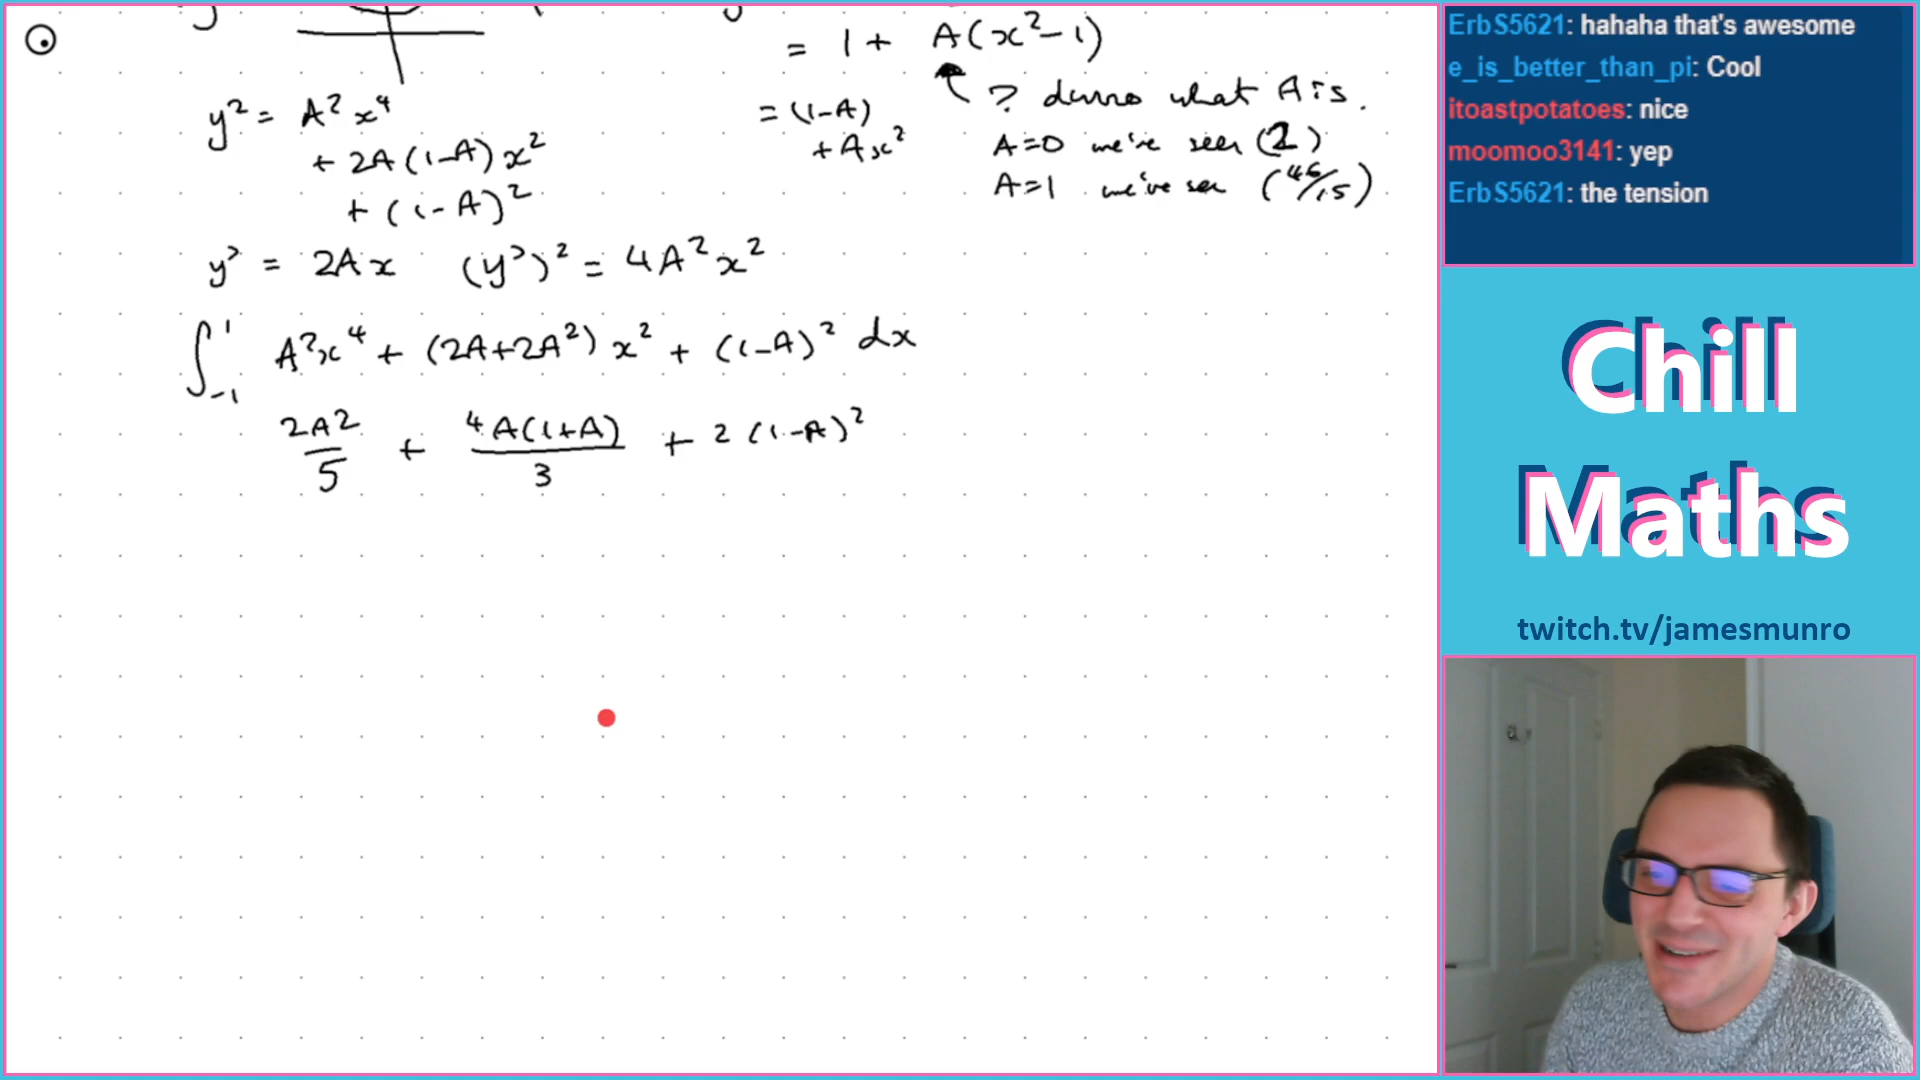 = 1 + A(x²-1)
y² = A²x⁴
+ 2A(1-A)x²
+ (1-A)²
= (1-A)
+ Ax²
? dunno what A is.
A=0 we've seen (2)
A=1 we've seen (46/15)
y' = 2Ax (y')² = 4A²x²
∫₋₁¹ A²x⁴ + (2A+2A²)x² + (1-A)² dx
2A²/5 + 4A(1+A)/3 + 2(1-A)²
ErbS5621: hahaha that's awesome
e_is_better_than_pi: Cool
itoastpotatoes: nice
moomoo3141: yep
ErbS5621: the tension
Chill
Maths
twitch.tv/jamesmunro